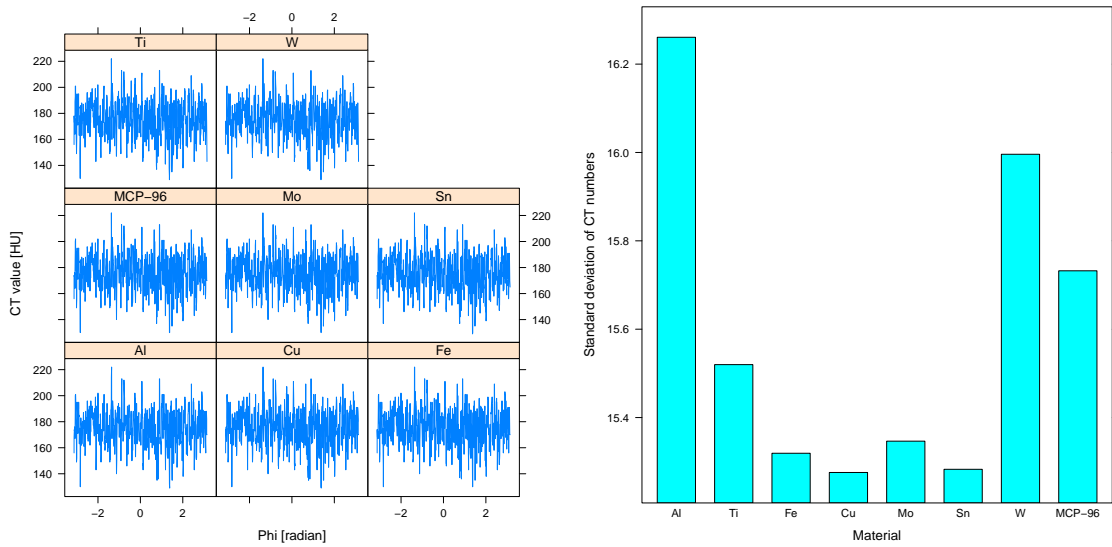 −2 0 2
Ti W
220
200
180
160
140
MCP−96 Mo Sn
220
200
180
160
140
Al Cu Fe
220
200
180
160
140
−2 0 2 −2 0 2
CT value [HU]
Phi [radian]
16.2
16.0
15.8
15.6
15.4
Standard deviation of CT numbers
Al Ti Fe Cu Mo Sn W MCP−96
Material